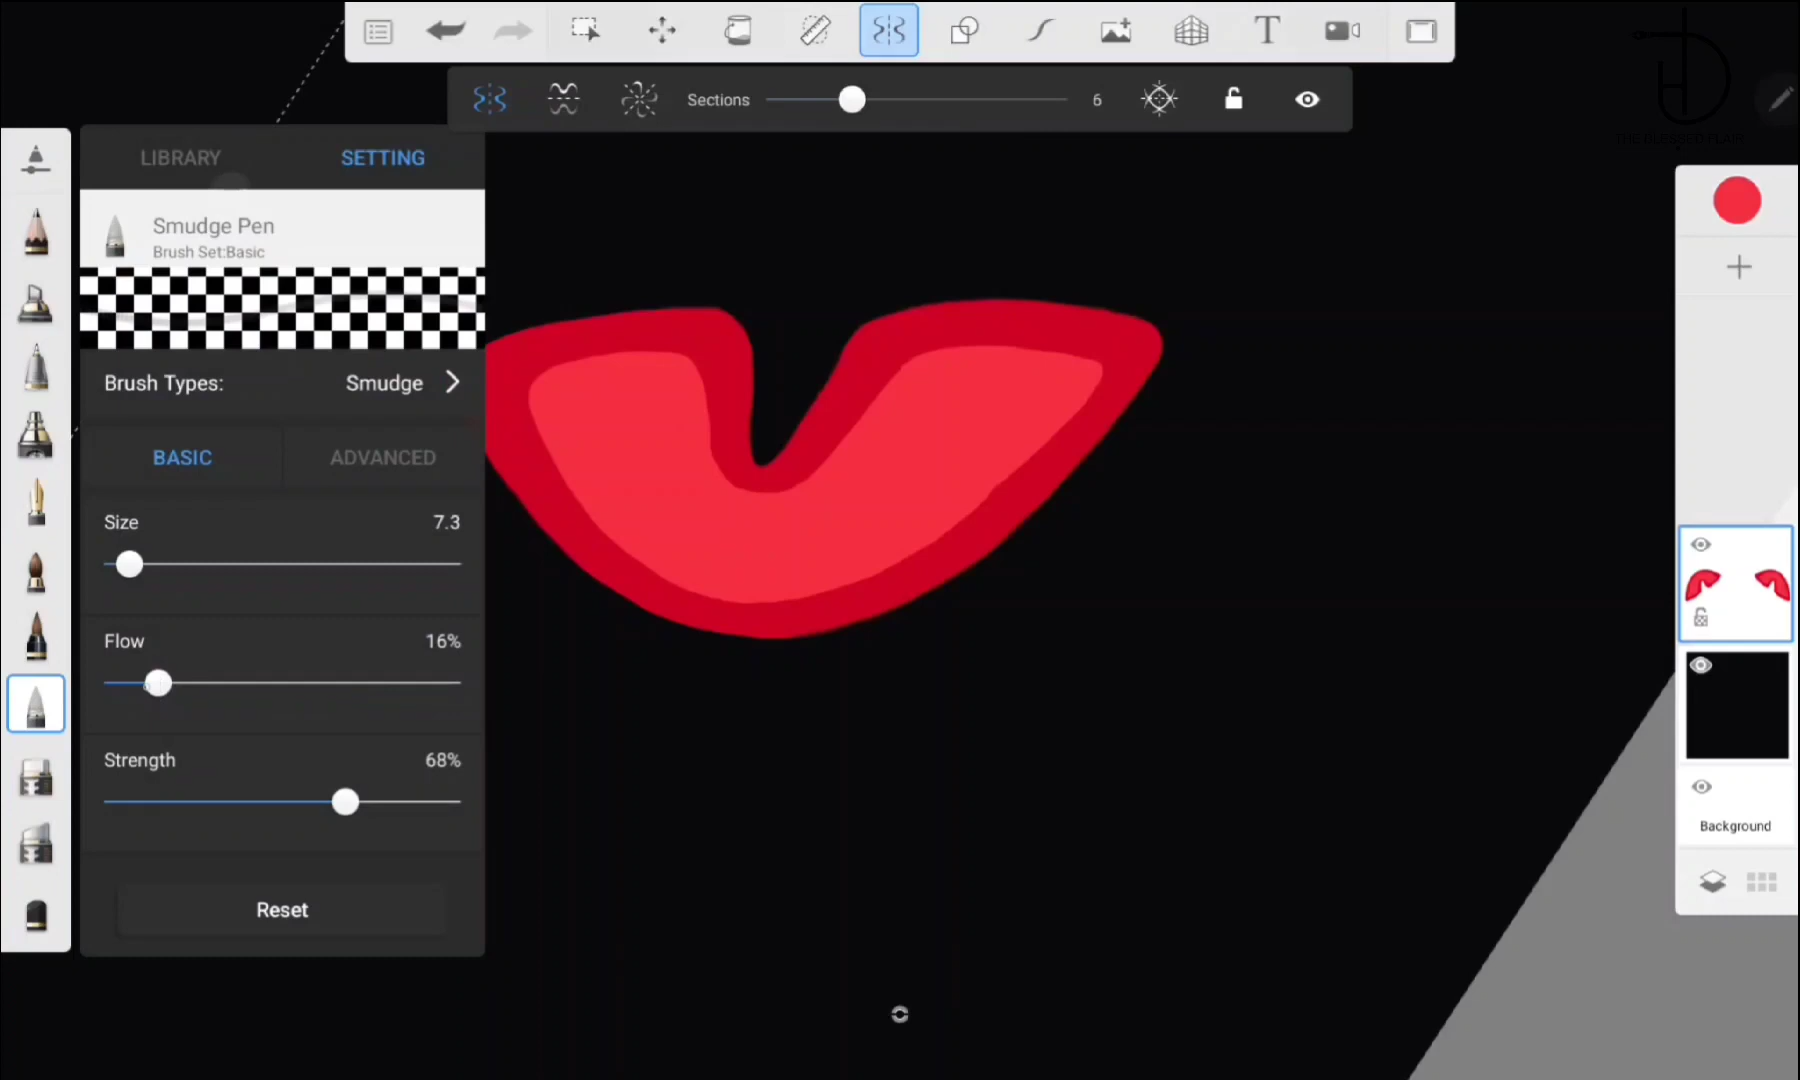 T
Sections 6
LIBRARY SETTING
Smudge Pen
Brush Set:Basic
Brush Types: Smudge
BASIC ADVANCED
Size 7.3
Flow 16%
Strength 68%
Reset
Background